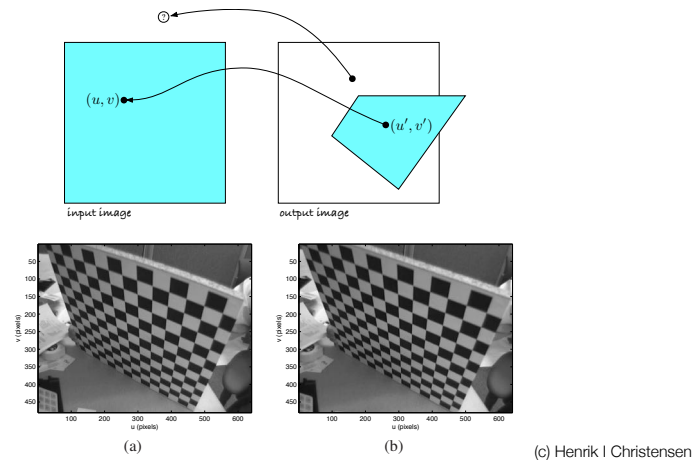 ?
(u, v)
(u′, v′)
input image
output image
50
100
150
200
250
300
350
400
450
v (pixels)
100 200 300 400 500 600
u (pixels)
(a)
50
100
150
200
250
300
350
400
450
v (pixels)
100 200 300 400 500 600
u (pixels)
(b)
(c) Henrik I Christensen